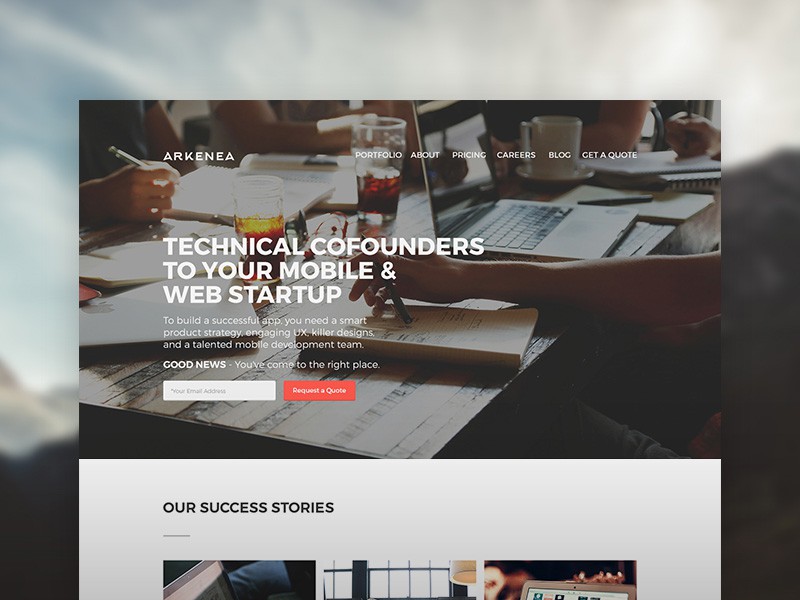 ARKENEA
PORTFOLIO ABOUT PRICING CAREERS BLOG GET A QUOTE
TECHNICAL COFOUNDERS
TO YOUR MOBILE &
WEB STARTUP
To build a successful app, you need a smart
product strategy, engaging UX, killer designs,
and a talented mobile development team.
GOOD NEWS - You've come to the right place.
*Your Email Address
Request a Quote
OUR SUCCESS STORIES